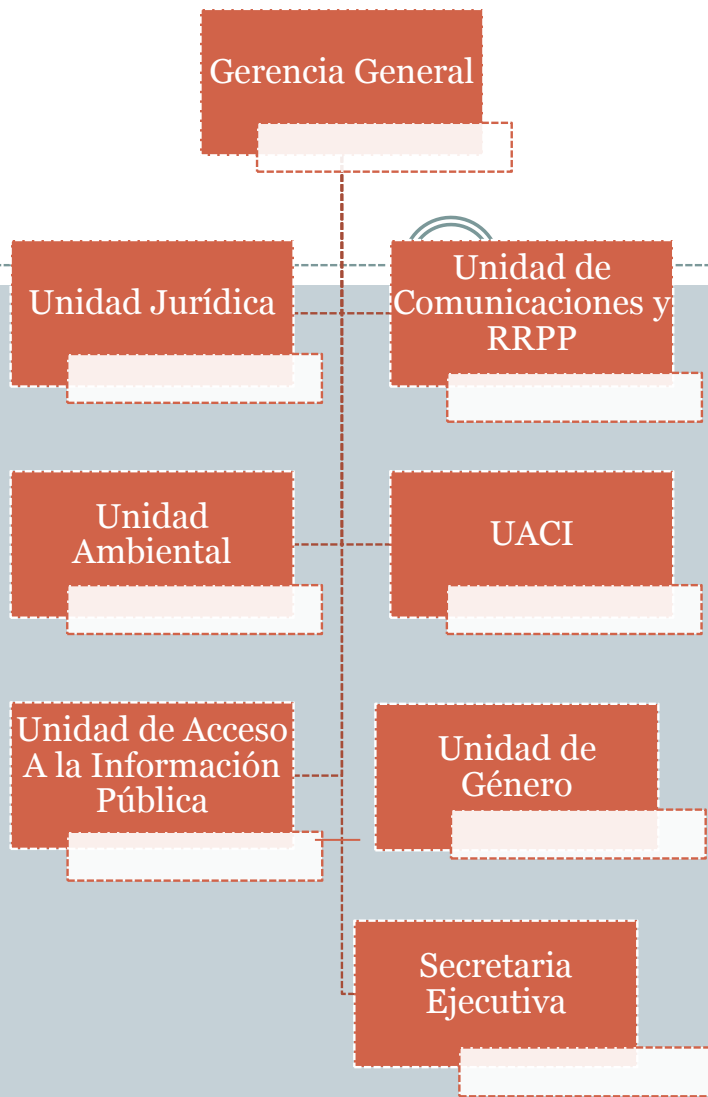 Gerencia General
Unidad Jurídica
Unidad de
Comunicaciones y
RRPP
Unidad
Ambiental
UACI
Unidad de Acceso
A la Información
Pública
Unidad de
Género
Secretaria
Ejecutiva